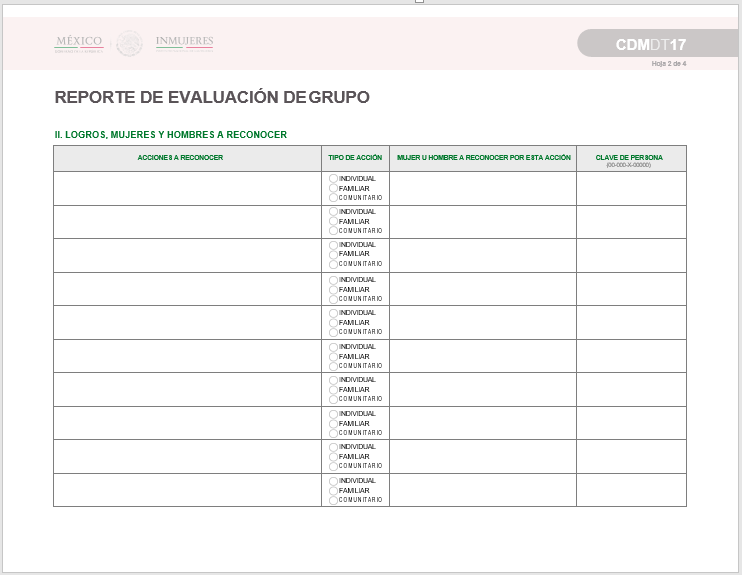 MÉXICO
INMUJERES
CDMDT17
Hoja 2 de 4
REPORTE DE EVALUACIÓN DE GRUPO
II. LOGROS, MUJERES Y HOMBRES A RECONOCER
ACCIONES A RECONOCER TIPO DE ACCIÓN MUJER U HOMBRE A RECONOCER POR ESTA ACCIÓN CLAVE DE PERSONA
(00-000-X-00000)
INDIVIDUAL
FAMILIAR
COMUNITARIO
INDIVIDUAL
FAMILIAR
COMUNITARIO
INDIVIDUAL
FAMILIAR
COMUNITARIO
INDIVIDUAL
FAMILIAR
COMUNITARIO
INDIVIDUAL
FAMILIAR
COMUNITARIO
INDIVIDUAL
FAMILIAR
COMUNITARIO
INDIVIDUAL
FAMILIAR
COMUNITARIO
INDIVIDUAL
FAMILIAR
COMUNITARIO
INDIVIDUAL
FAMILIAR
COMUNITARIO
INDIVIDUAL
FAMILIAR
COMUNITARIO